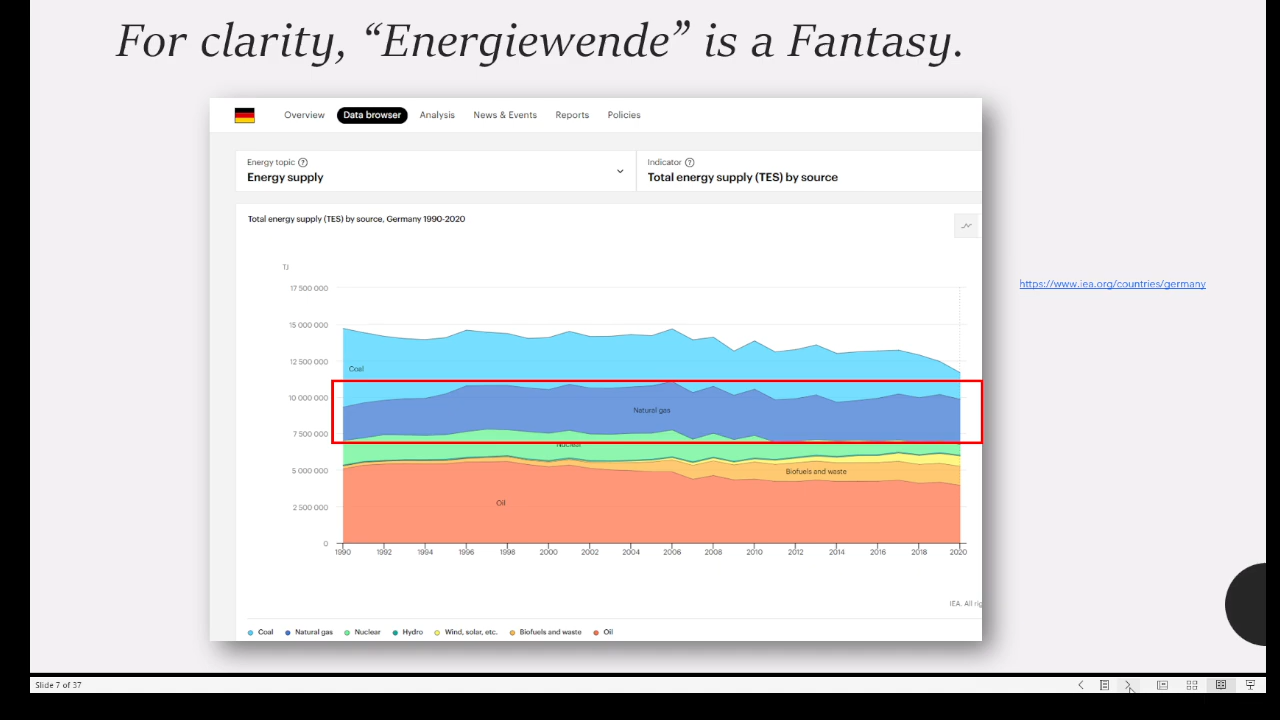 For clarity, “Energiewende” is a Fantasy.
Overview Data browser Analysis News & Events Reports Policies
Energy topic ?
Energy supply
Indicator ?
Total energy supply (TES) by source
Total energy supply (TES) by source, Germany 1990-2020
TJ
17 500 000
15 000 000
12 500 000
10 000 000
7 500 000
5 000 000
2 500 000
0
Coal
Natural gas
Nuclear
Biofuels and waste
Oil
1990 1992 1994 1996 1998 2000 2002 2004 2006 2008 2010 2012 2014 2016 2018 2020
IEA. All rig
Coal Natural gas Nuclear Hydro Wind, solar, etc. Biofuels and waste Oil
https://www.iea.org/countries/germany
Slide 7 of 37